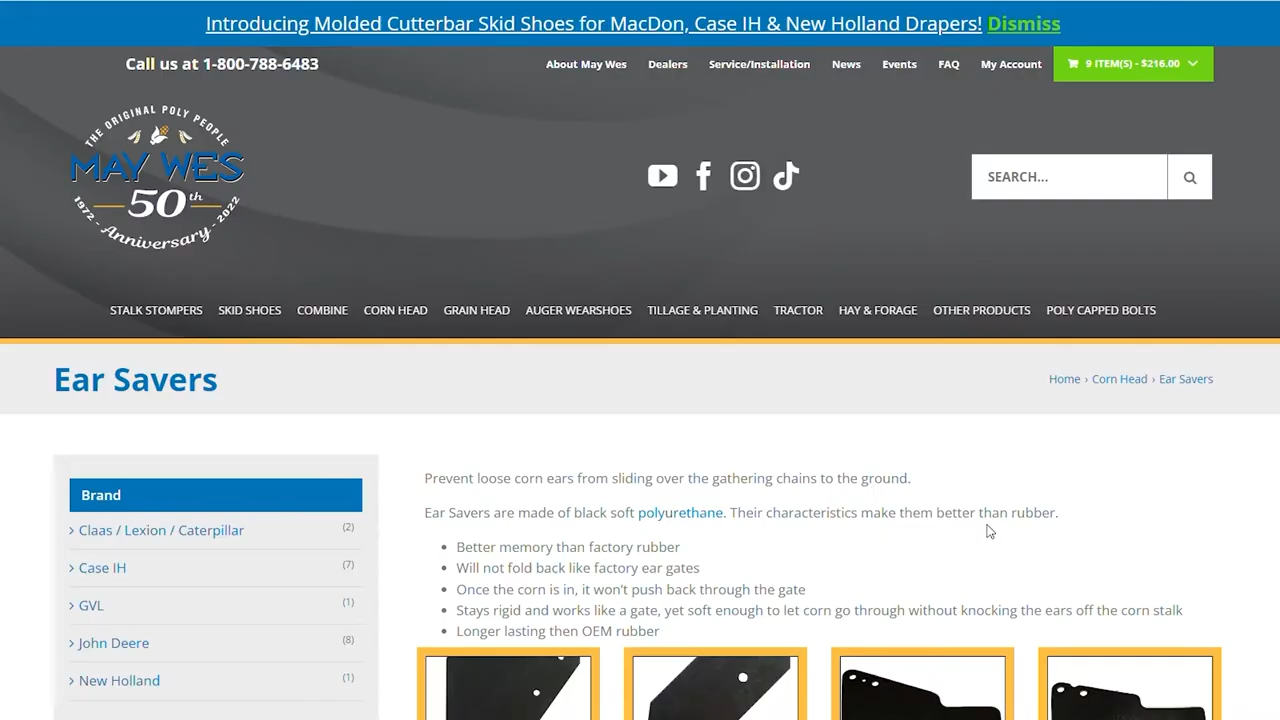 Introducing Molded Cutterbar Skid Shoes for MacDon, Case IH & New Holland Drapers! Dismiss
Call us at 1-800-788-6483
About May Wes Dealers Service/Installation News Events FAQ My Account 9 ITEM(S) - $216.00
THE ORIGINAL POLY PEOPLE
MAY WES
50th
1972 - Anniversary - 2022
SEARCH...
STALK STOMPERS SKID SHOES COMBINE CORN HEAD GRAIN HEAD AUGER WEARSHOES TILLAGE & PLANTING TRACTOR HAY & FORAGE OTHER PRODUCTS POLY CAPPED BOLTS
Ear Savers
Home › Corn Head › Ear Savers
Brand
Claas / Lexion / Caterpillar (2)
Case IH (7)
GVL (1)
John Deere (8)
New Holland (1)
Prevent loose corn ears from sliding over the gathering chains to the ground.
Ear Savers are made of black soft polyurethane. Their characteristics make them better than rubber.
Better memory than factory rubber
Will not fold back like factory ear gates
Once the corn is in, it won't push back through the gate
Stays rigid and works like a gate, yet soft enough to let corn go through without knocking the ears off the corn stalk
Longer lasting then OEM rubber